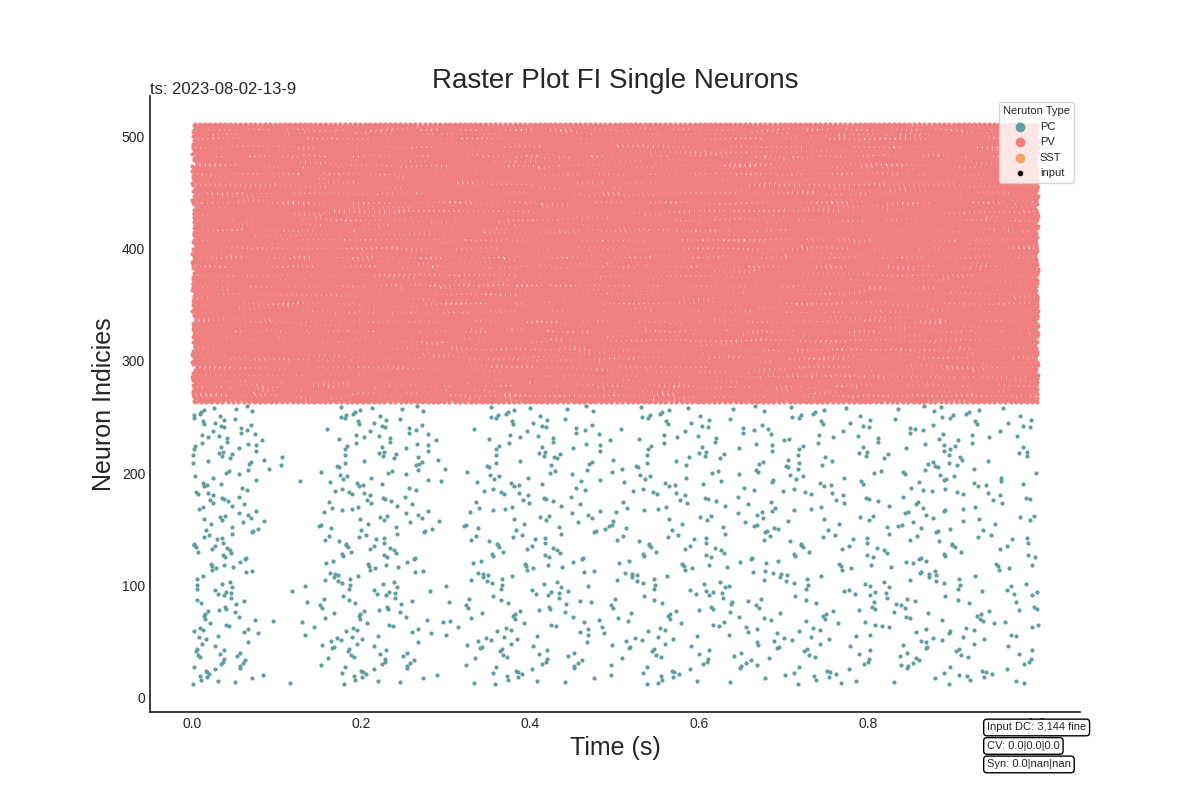 Raster Plot FI Single Neurons
ts: 2023-08-02-13-9
Neruton Type
PC
PV
SST
input
500
400
300
200
100
0
Neuron Indicies
0.0 0.2 0.4 0.6 0.8
Time (s)
Input DC: 3,144 fine
CV: 0.0|0.0|0.0
Syn: 0.0|nan|nan